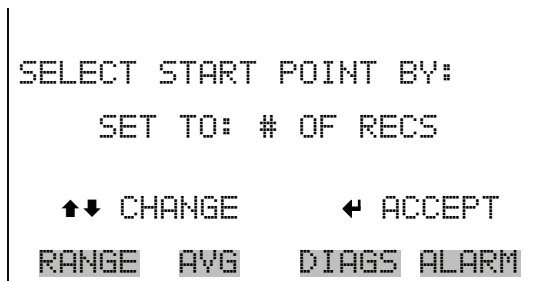 SELECT START POINT BY:
SET TO: # OF RECS
⬆⬇ CHANGE ↵ ACCEPT
RANGE AVG DIAGS ALARM